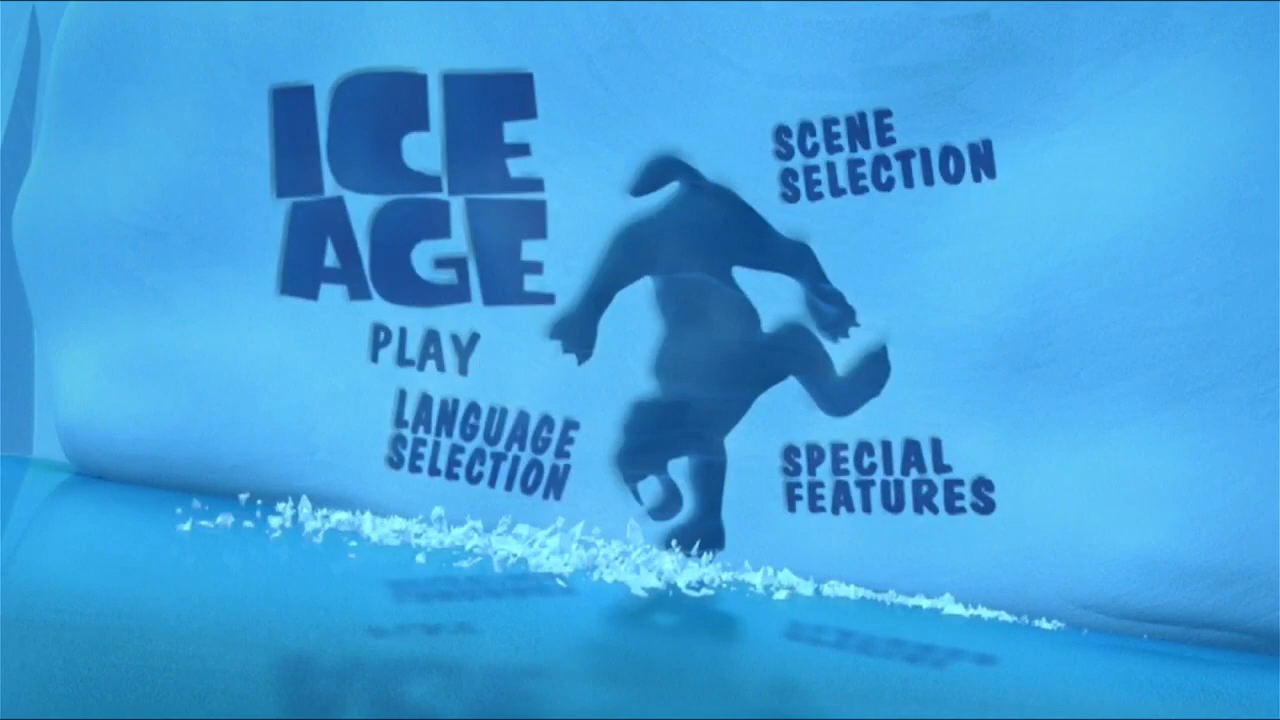 ICE
AGE
PLAY
LANGUAGE
SELECTION
SCENE
SELECTION
SPECIAL
FEATURES